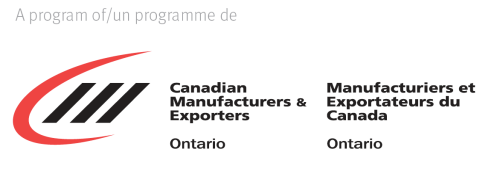 A program of/un programme de
Canadian
Manufacturers &
Exporters
Ontario
Manufacturiers et
Exportateurs du
Canada
Ontario